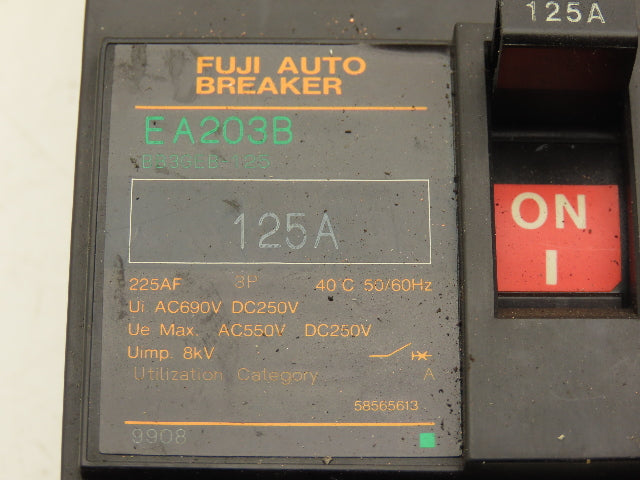 125A
FUJI AUTO
BREAKER
EA203B
125A
ON
I
225AF 3P 40°C 50/60Hz
Ui AC690V DC250V
Ue Max. AC550V DC250V
Uimp. 8kV
Utilization Category A
58565613
9908